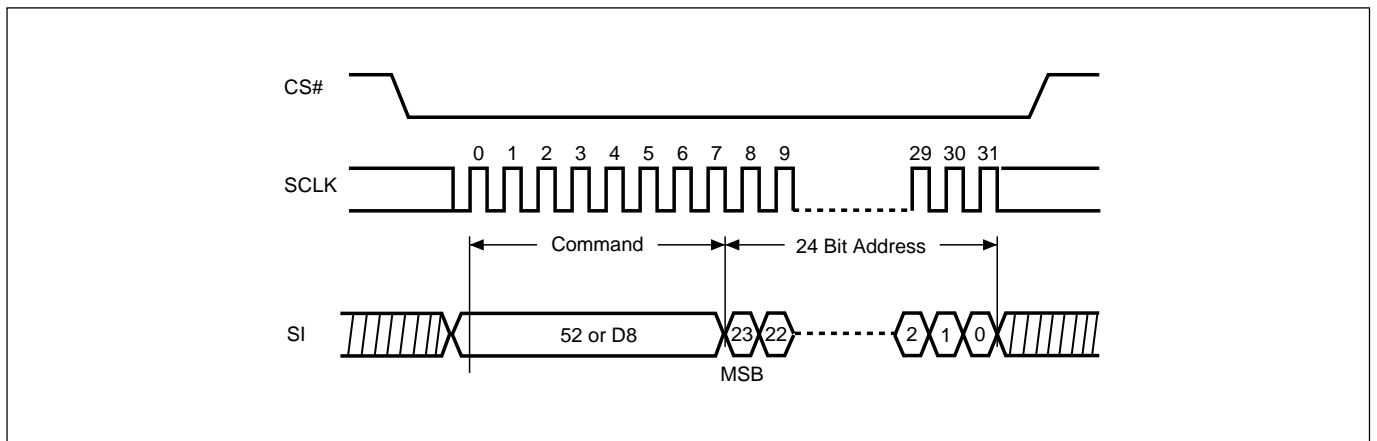 CS#
0 1 2 3 4 5 6 7 8 9 29 30 31
SCLK
Command 24 Bit Address
SI 52 or D8 23 22 2 1 0
MSB